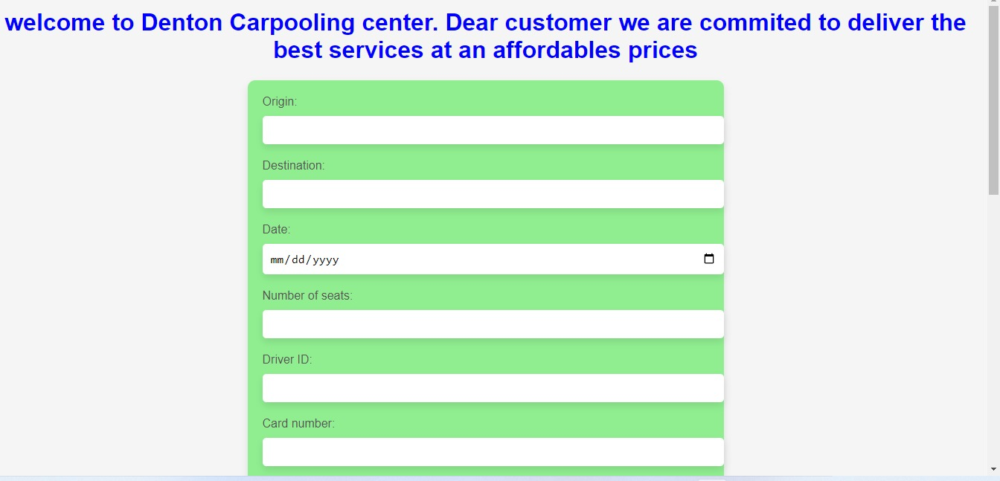 welcome to Denton Carpooling center. Dear customer we are commited to deliver the
best services at an affordables prices
Origin:
Destination:
Date:
mm/dd/yyyy
Number of seats:
Driver ID:
Card number: